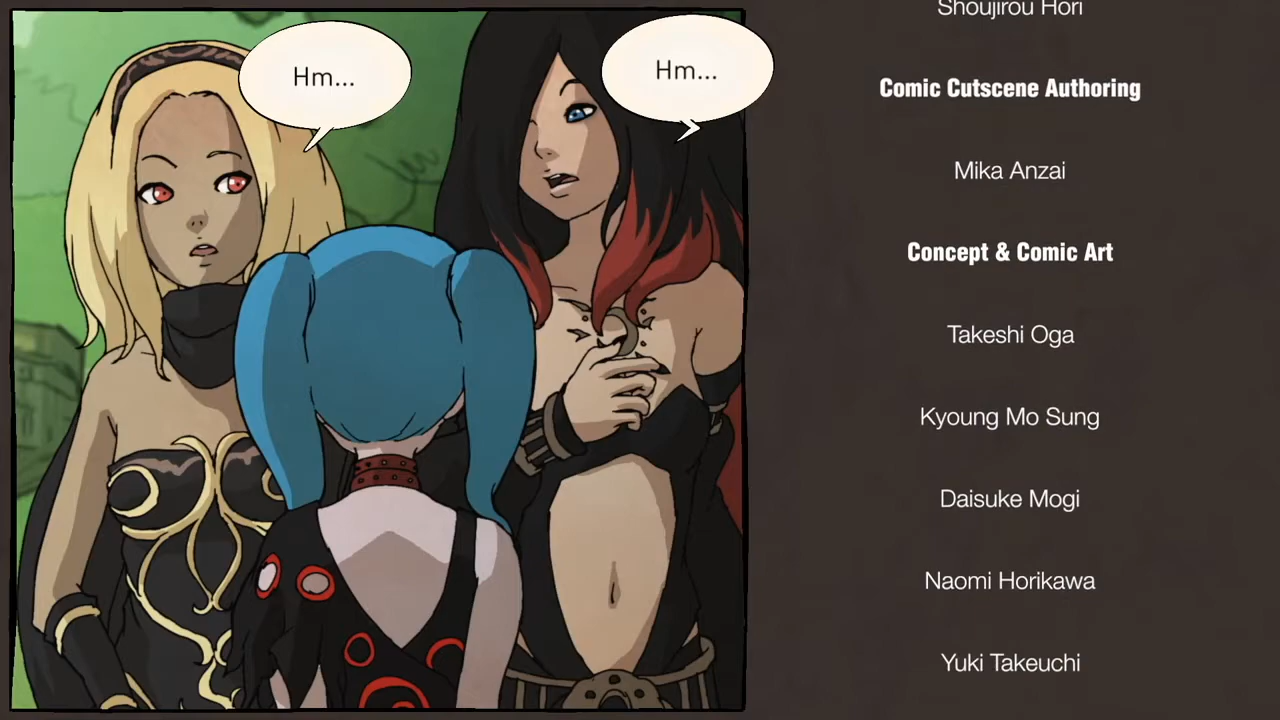 Hm...
Hm...
Shoujirou Hori
Comic Cutscene Authoring
Mika Anzai
Concept & Comic Art
Takeshi Oga
Kyoung Mo Sung
Daisuke Mogi
Naomi Horikawa
Yuki Takeuchi